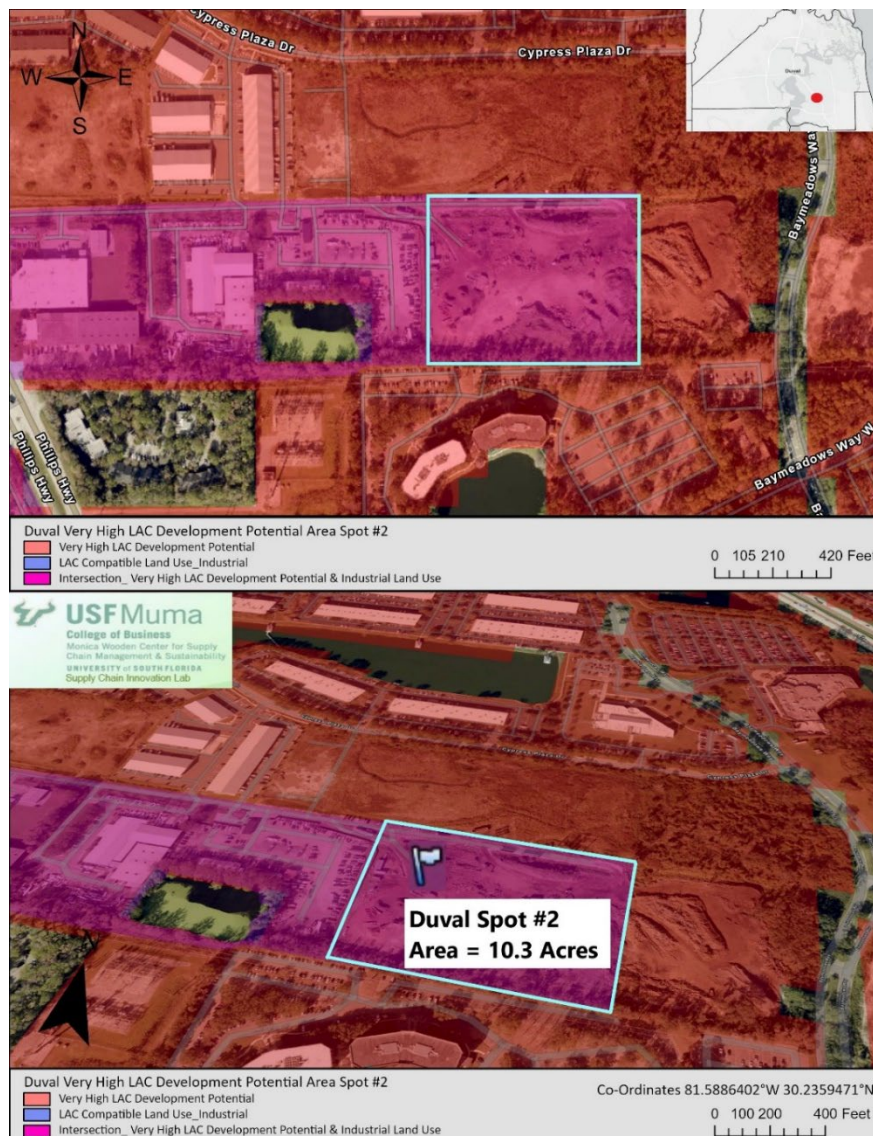 N
W E
S
Cypress Plaza Dr
Cypress Plaza Dr
Duval
Baymeadows Way
Philips Hwy
Philips Hwy
Baymeadows Way W
Ba
Duval Very High LAC Development Potential Area Spot #2
Very High LAC Development Potential
LAC Compatible Land Use_Industrial
Intersection_ Very High LAC Development Potential & Industrial Land Use
0 105 210 420 Feet
USF Muma
College of Business
Monica Wooden Center for Supply
Chain Management & Sustainability
UNIVERSITY of SOUTH FLORIDA
Supply Chain Innovation Lab
Duval Spot #2
Area = 10.3 Acres
Duval Very High LAC Development Potential Area Spot #2
Very High LAC Development Potential
LAC Compatible Land Use_Industrial
Intersection_ Very High LAC Development Potential & Industrial Land Use
Co-Ordinates 81.5886402°W 30.2359471°N
0 100 200 400 Feet